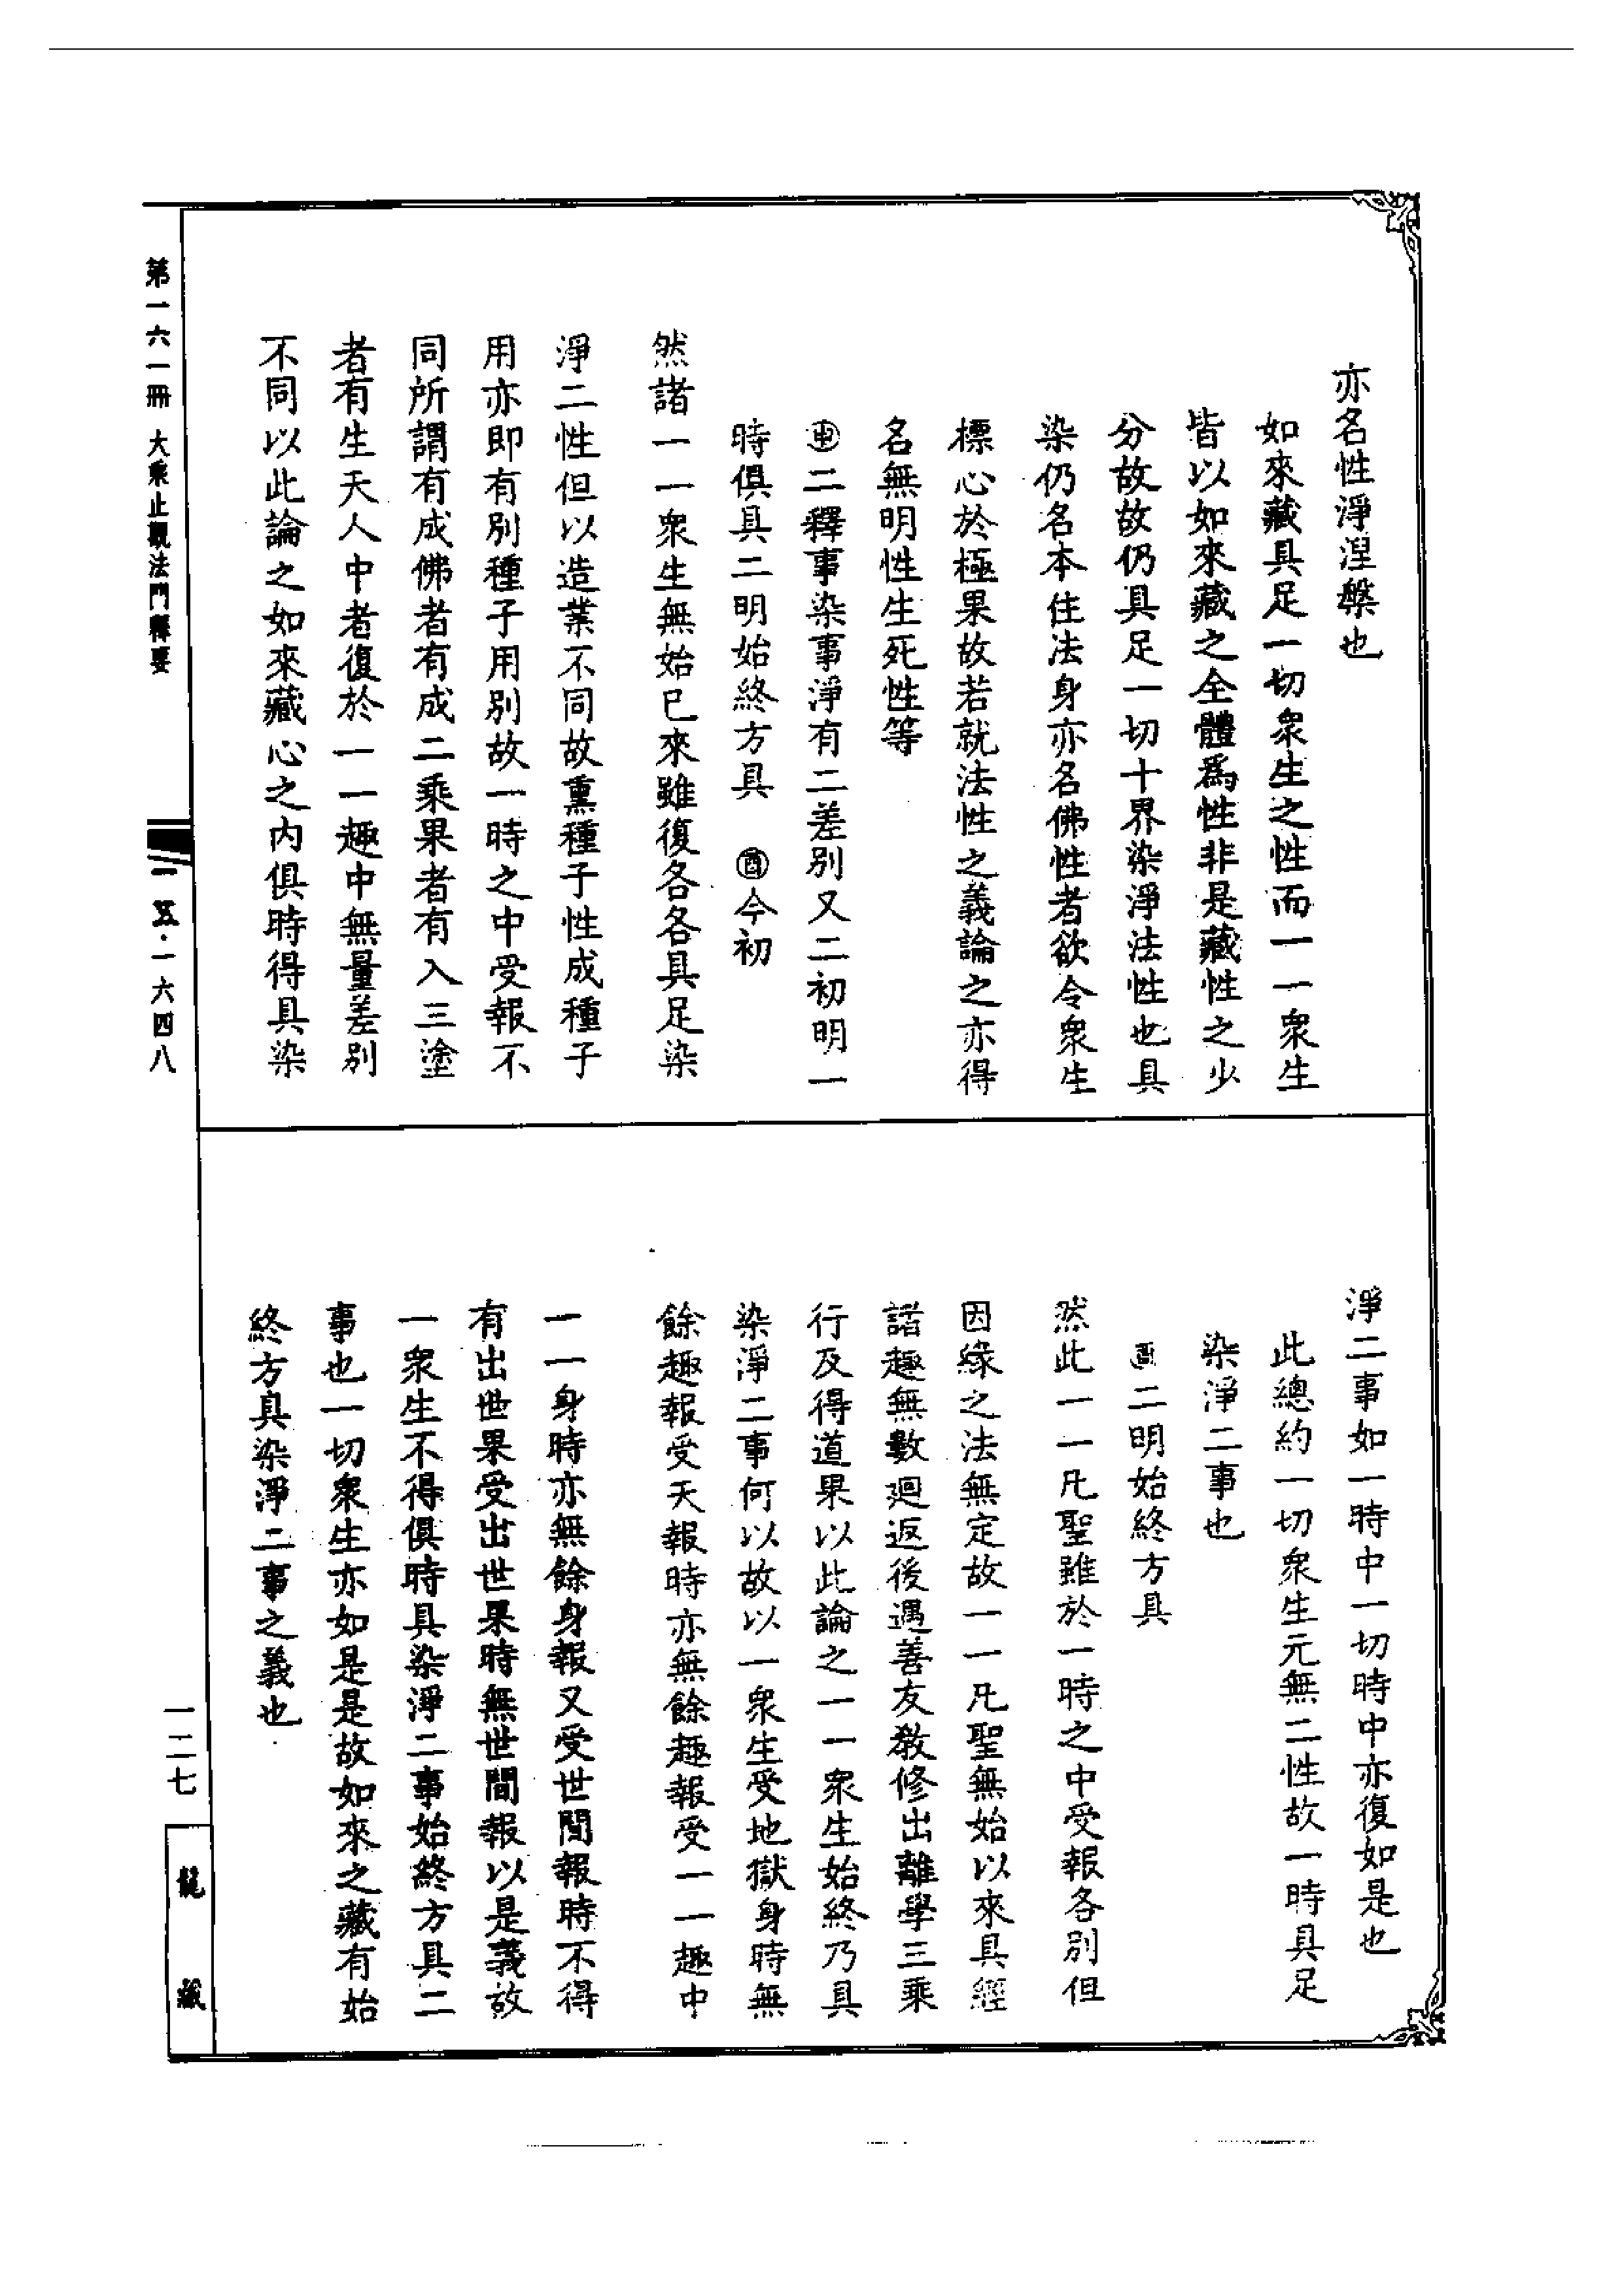 亦名性淨涅槃也
如來藏具足一切眾生之性而一一眾生
皆以如來藏之全體為性非是藏性之少
分故故仍具足一切十界染淨法性也具
染仍名本住法身亦名佛性者欲令眾生
標心於極果故若就法性之義論之亦得
名無明性生死性等
㊥二釋事染事淨有二差別又二初明一
時俱具二明始終方具　酉今初
然諸一一眾生無始已來雖復各各具足染
淨二性但以造業不同故熏種子性成種子
用亦即有別種子用別故一時之中受報不
同所謂有成佛者有成二乘果者有入三塗
者有生天人中者復於一一趣中無量差別
不同以此論之如來藏心之內俱時得具染
淨二事如一時中一切時中亦復如是也
此總約一切眾生元無二性故一時具足
染淨二事也
酉二明始終方具
然此一一凡聖雖於一時之中受報各別但
因緣之法無定故一一凡聖無始以來具經
諸趣無數迴返後遇善友教修出離學三乘
行及得道果以此論之一一眾生始終乃具
染淨二事何以故以一眾生受地獄身時無
餘趣報受天報時亦無餘趣報受一一趣中
一一身時亦無餘身報又受世間報時不得
有出世果受出世果時無世間報以是義故
一眾生不得俱時具染淨二事始終方具二
事也一切眾生亦如是是故如來之藏有始
終方具染淨二事之義也
第一六一冊　大乘止觀法門釋要
一五·一六四八
一二七
龍藏